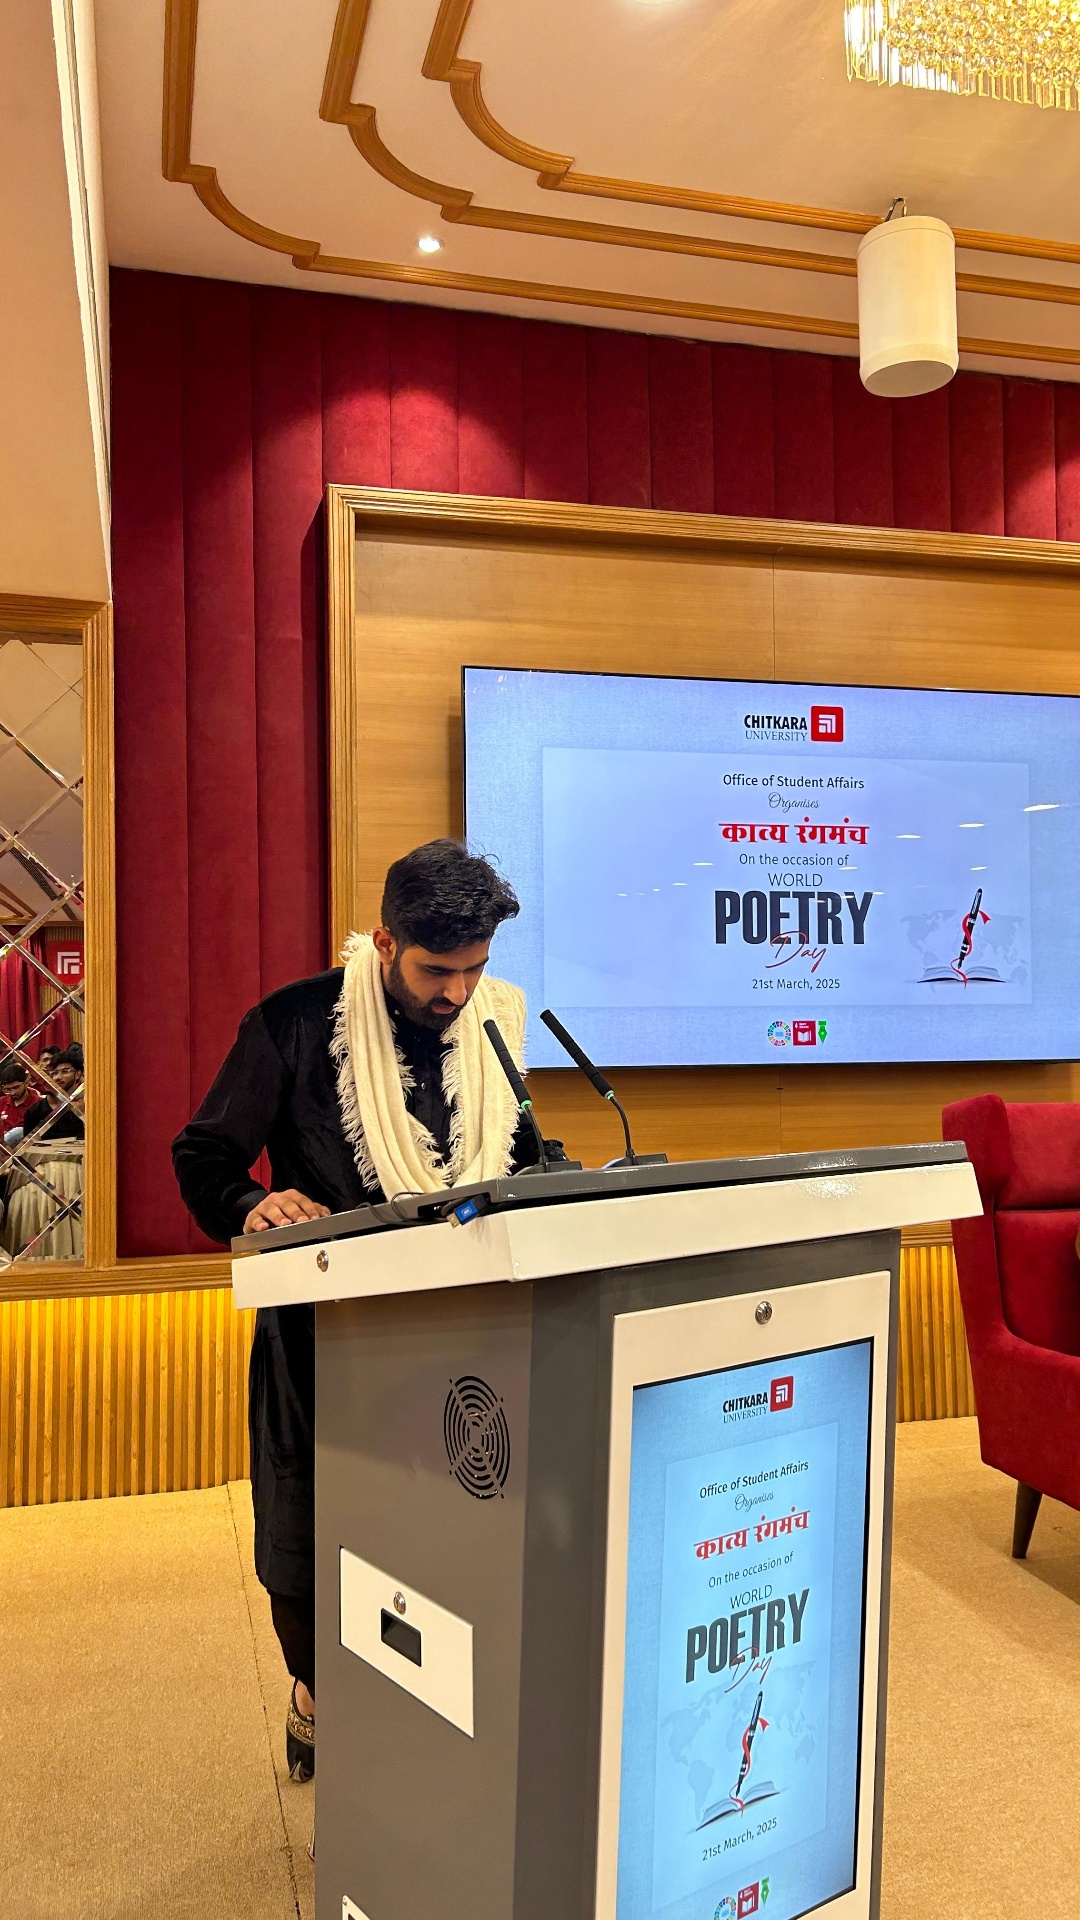 CHITKARA
UNIVERSITY
Office of Student Affairs
Organises
काव्य रंगमंच
On the occasion of
WORLD
POETRY
Day
21st March, 2025
CHITKARA
UNIVERSITY
Office of Student Affairs
Organises
काव्य रंगमंच
On the occasion of
WORLD
POETRY
Day
21st March, 2025